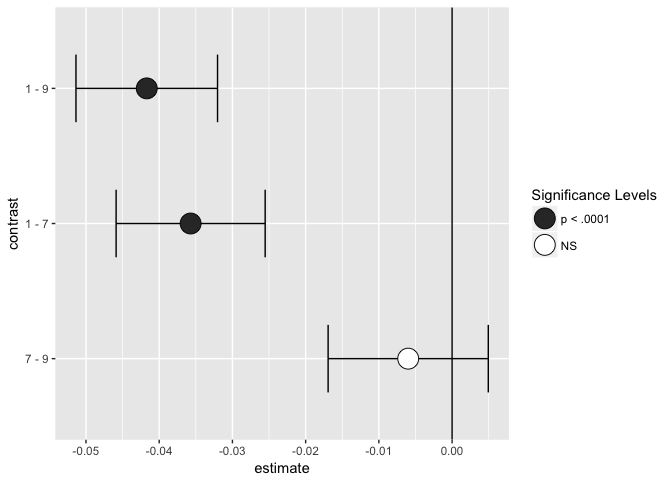 contrast
1 - 9
1 - 7
7 - 9
-0.05 -0.04 -0.03 -0.02 -0.01 0.00
estimate
Significance Levels
p < .0001
NS